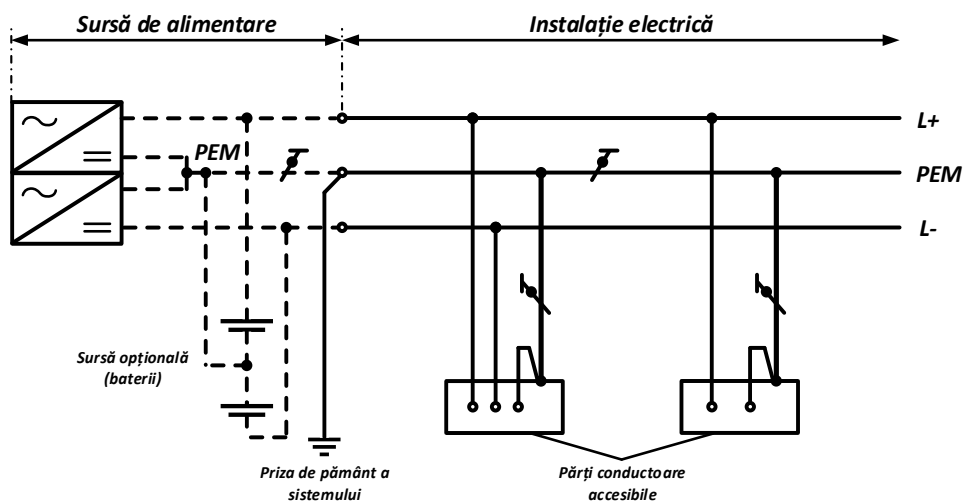 Sursă de alimentare
Instalație electrică
L+
PEM
PEM
L-
Sursă opțională
(baterii)
Priza de pământ a
sistemului
Părți conductoare
accesibile